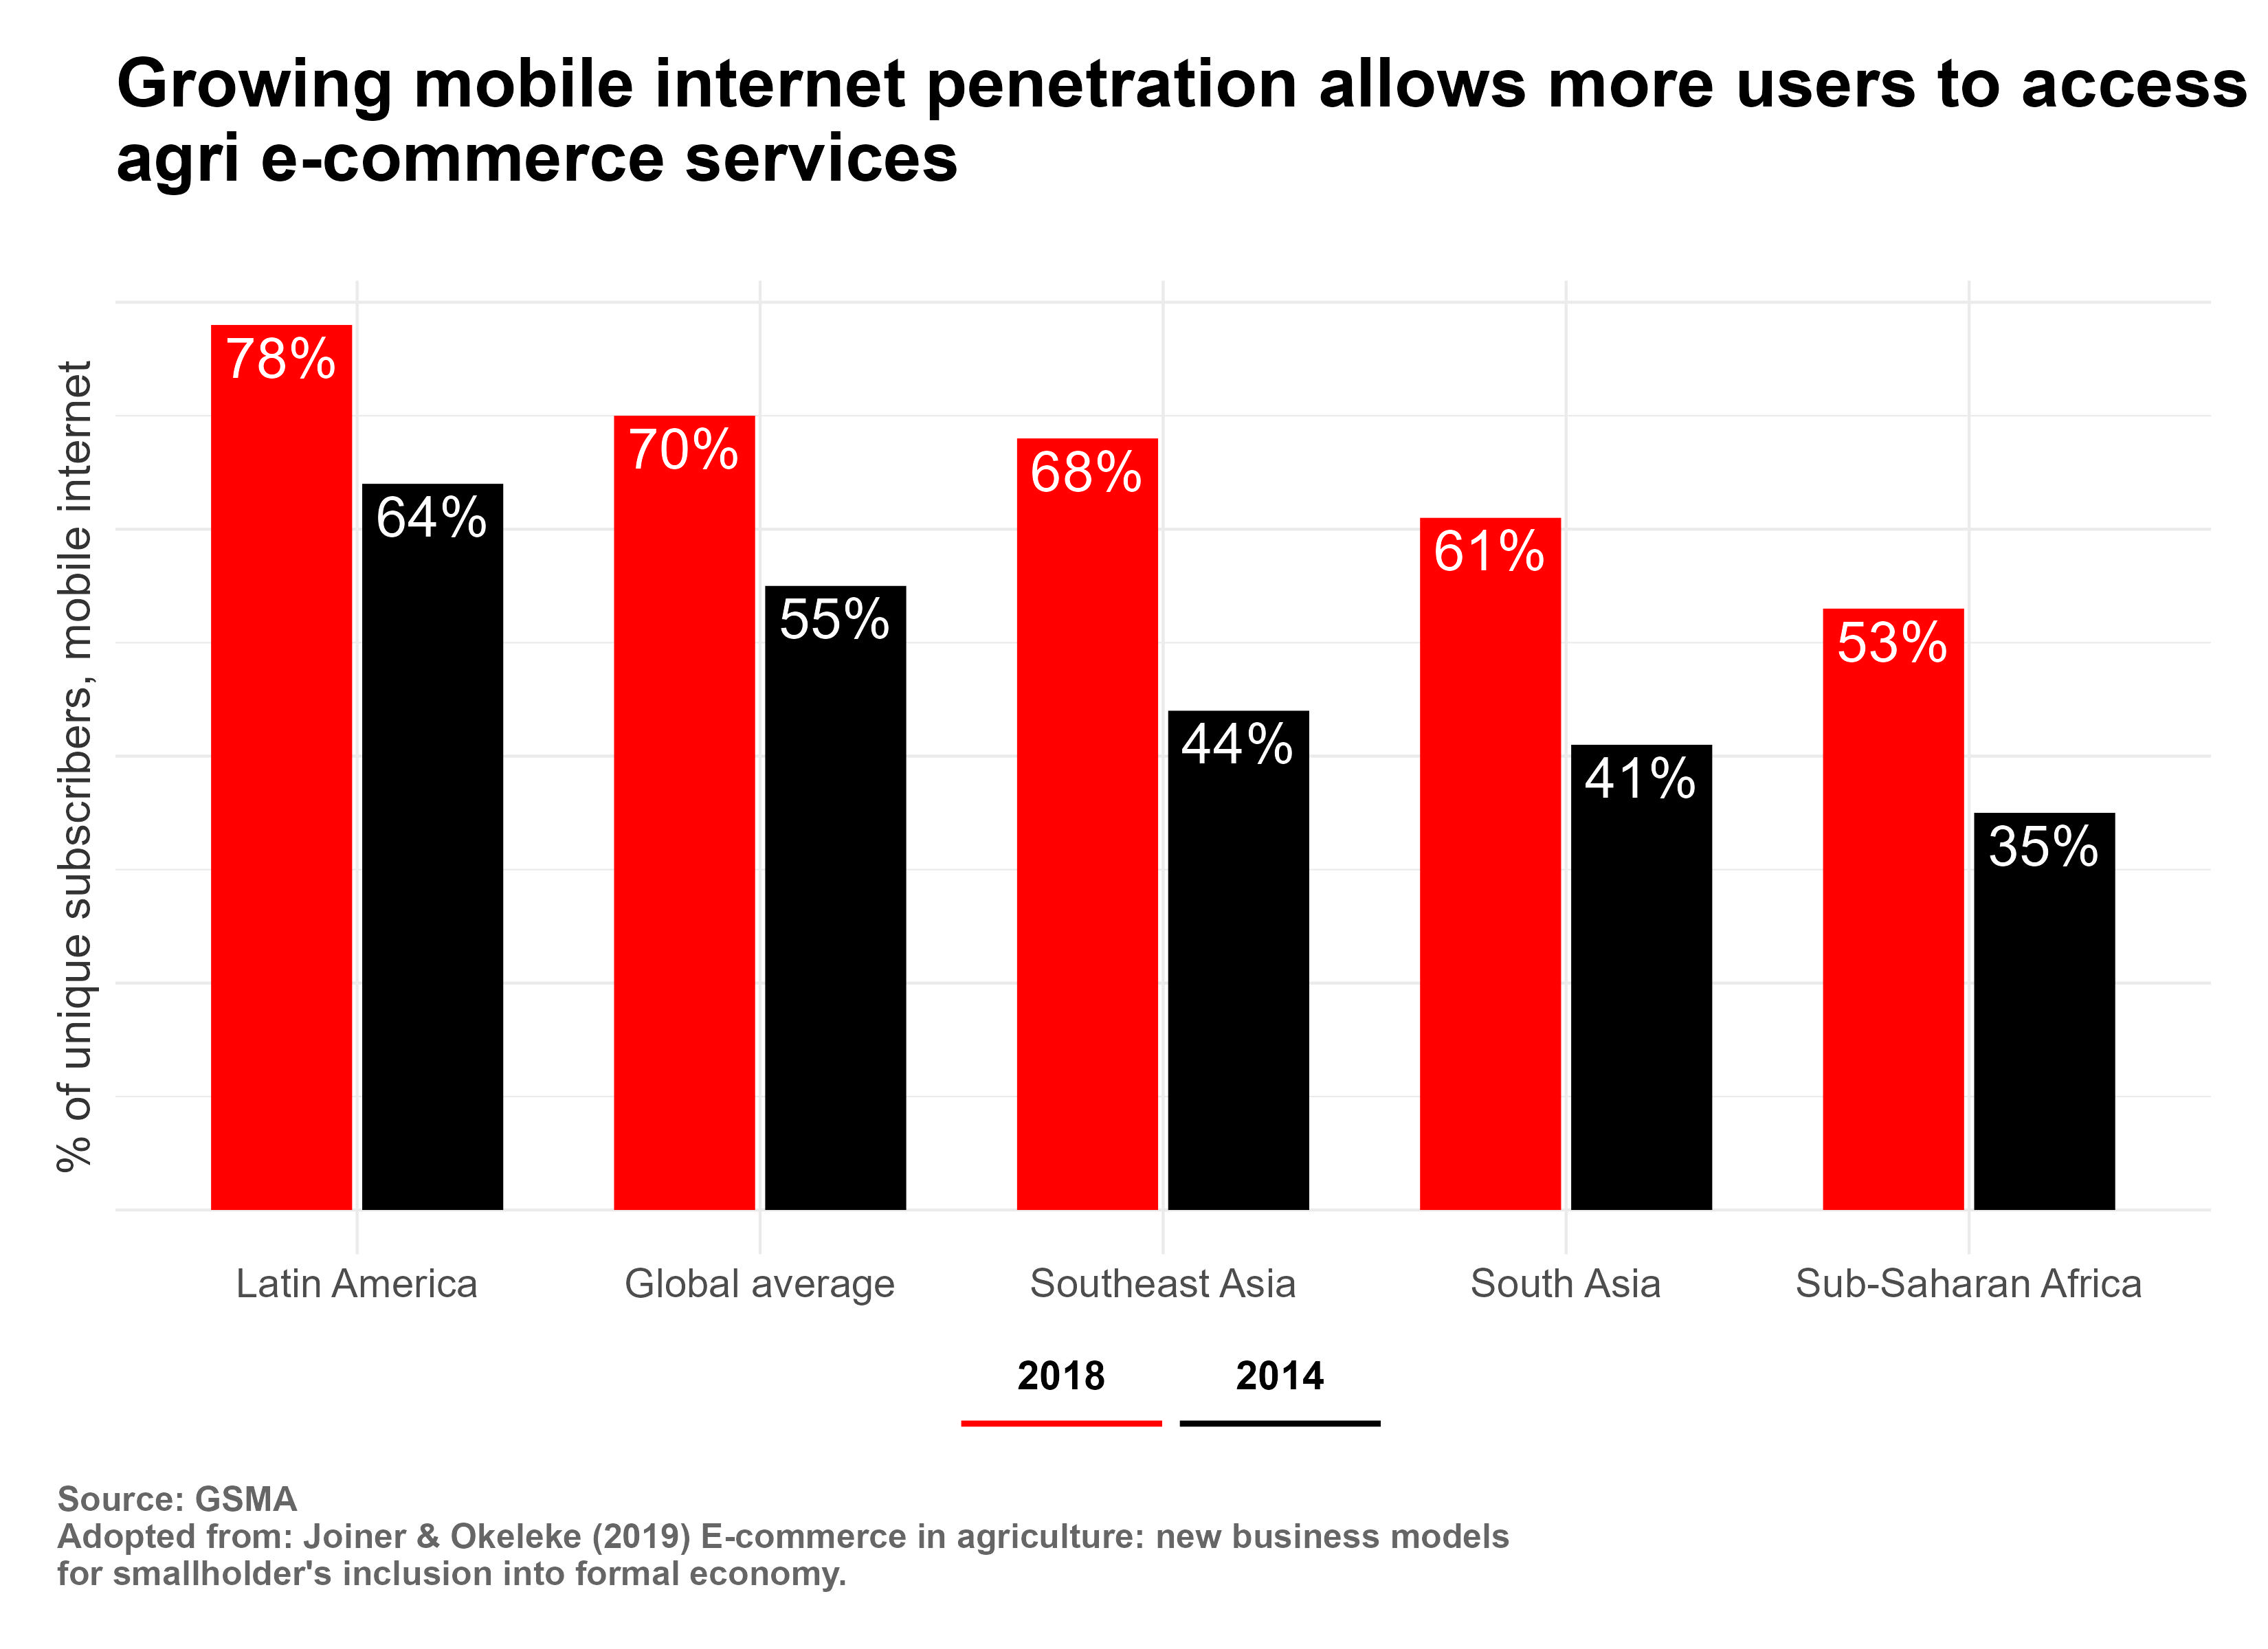 Growing mobile internet penetration allows more users to access
agri e-commerce services
% of unique subscribers, mobile internet
78%
64%
70%
55%
68%
44%
61%
41%
53%
35%
Latin America
Global average
Southeast Asia
South Asia
Sub-Saharan Africa
2018
2014
Source: GSMA
Adopted from: Joiner & Okeleke (2019) E-commerce in agriculture: new business models
for smallholder's inclusion into formal economy.